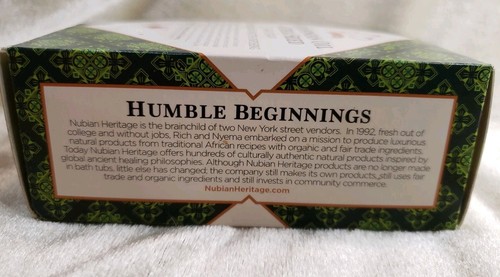 HUMBLE BEGINNINGS
Nubian Heritage is the brainchild of two New York street vendors. In 1992, fresh out of
college and without jobs, Rich and Nyema embarked on a mission to produce luxurious
natural products from traditional African recipes with organic and fair trade ingredients.
Today Nubian Heritage offers hundreds of culturally authentic natural products inspired by
global ancient healing philosophies. Although Nubian Heritage products are no longer made
in bath tubs, little else has changed; the company still makes its own products, still uses fair
trade and organic ingredients and still invests in community commerce.
NubianHeritage.com